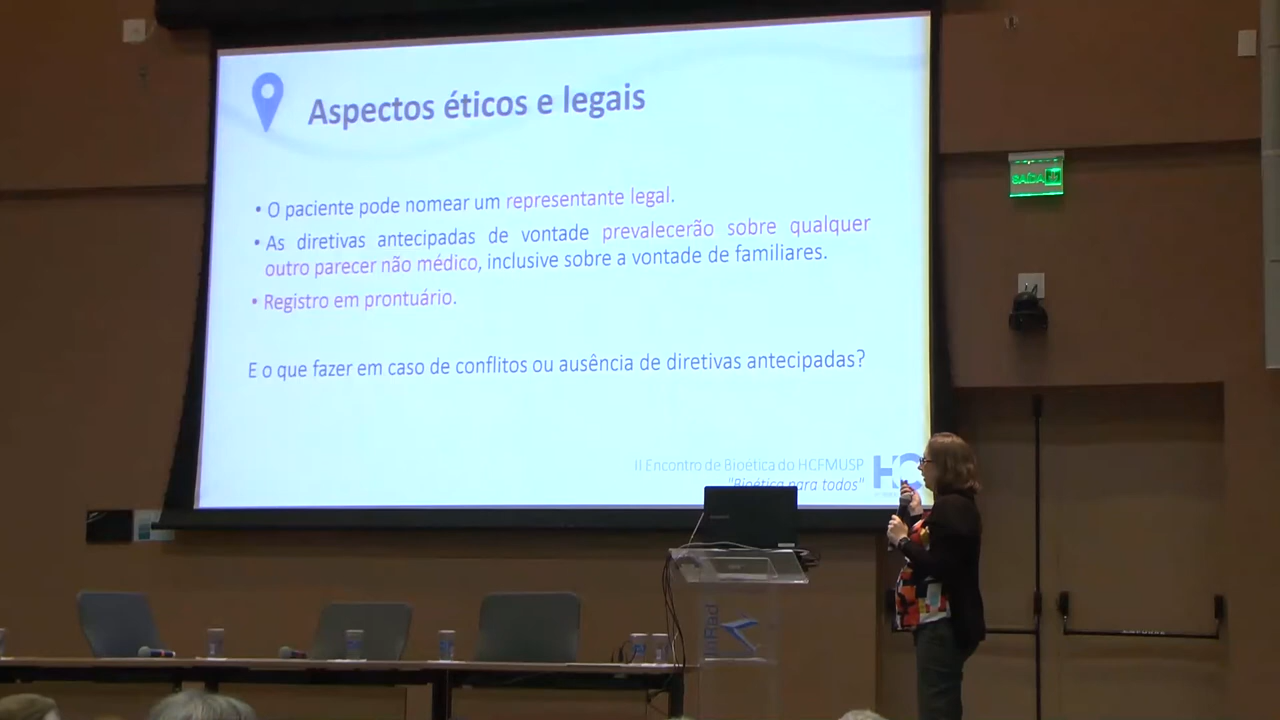 Aspectos éticos e legais
• O paciente pode nomear um representante legal.
• As diretivas antecipadas de vontade prevalecerão sobre qualquer
outro parecer não médico, inclusive sobre a vontade de familiares.
• Registro em prontuário.
E o que fazer em caso de conflitos ou ausência de diretivas antecipadas?
II Encontro de Bioética do HCFMUSP
"Bioética para todos"
HC
SAÍDA
InRad